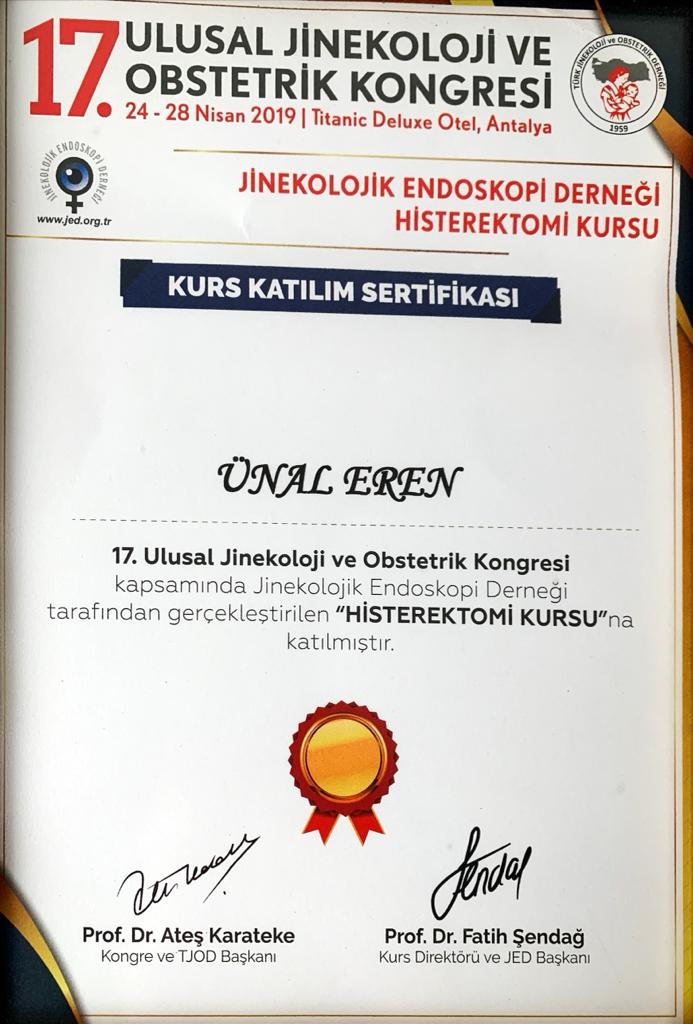 17. ULUSAL JİNEKOLOJİ VE
OBSTETRİK KONGRESİ
24 - 28 Nisan 2019 | Titanic Deluxe Otel, Antalya
TÜRK JİNEKOLOJİ ve OBSTETRİK DERNEĞİ
1959
JİNEKOLOJİK ENDOSKOPİ DERNEĞİ
www.jed.org.tr
JİNEKOLOJİK ENDOSKOPİ DERNEĞİ
HİSTEREKTOMİ KURSU
KURS KATILIM SERTİFİKASI
ÜNAL EREN
17. Ulusal Jinekoloji ve Obstetrik Kongresi
kapsamında Jinekolojik Endoskopi Derneği
tarafından gerçekleştirilen “HİSTEREKTOMİ KURSU”na
katılmıştır.
Şendağ
Prof. Dr. Ateş Karateke
Kongre ve TJOD Başkanı
Prof. Dr. Fatih Şendağ
Kurs Direktörü ve JED Başkanı